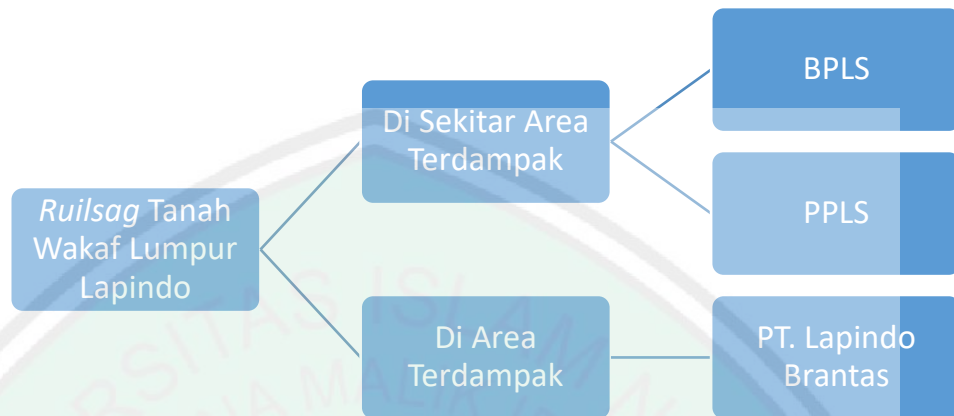 BPLS
Di Sekitar Area
Terdampak
PPLS
Ruilsag Tanah
Wakaf Lumpur
Lapindo
Di Area
Terdampak
PT. Lapindo
Brantas